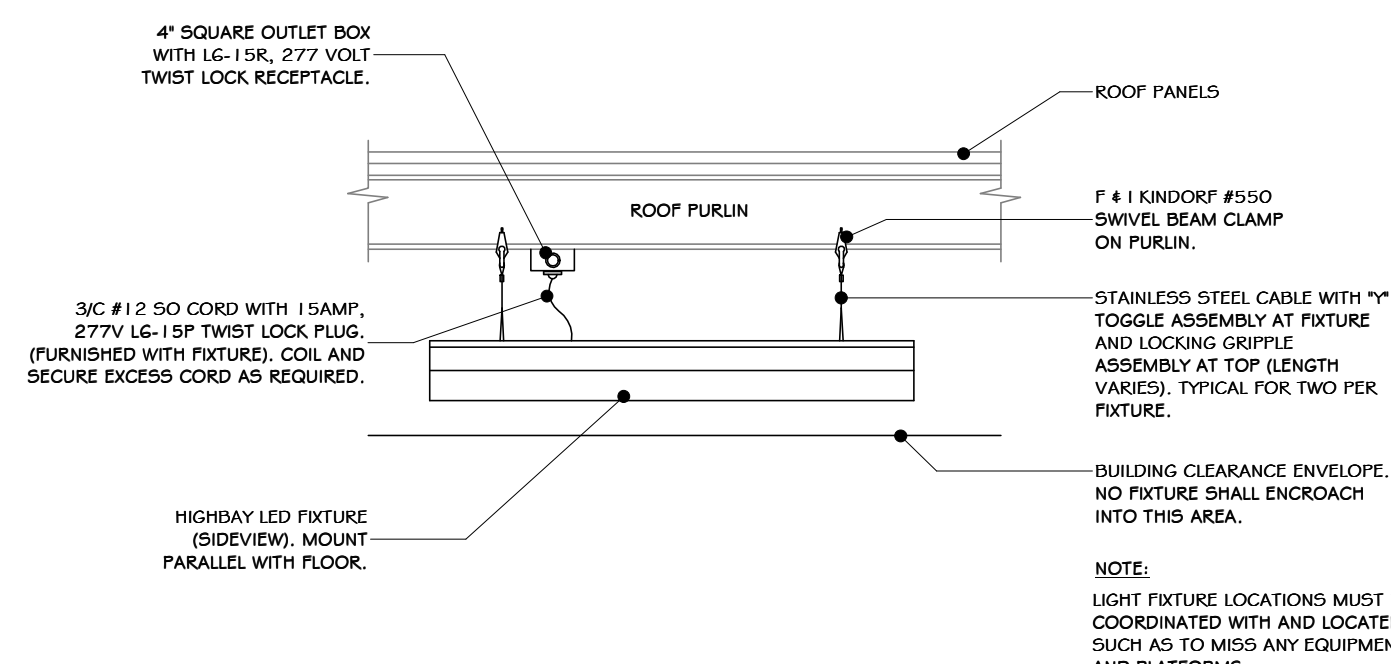 4" SQUARE OUTLET BOX
WITH L6-15R, 277 VOLT
TWIST LOCK RECEPTACLE.
ROOF PANELS
ROOF PURLIN
F & I KINDORF #550
SWIVEL BEAM CLAMP
ON PURLIN.
3/C #12 SO CORD WITH 15AMP,
277V L6-15P TWIST LOCK PLUG.
(FURNISHED WITH FIXTURE). COIL AND
SECURE EXCESS CORD AS REQUIRED.
STAINLESS STEEL CABLE WITH "Y"
TOGGLE ASSEMBLY AT FIXTURE
AND LOCKING GRIPPLE
ASSEMBLY AT TOP (LENGTH
VARIES). TYPICAL FOR TWO PER
FIXTURE.
BUILDING CLEARANCE ENVELOPE.
NO FIXTURE SHALL ENCROACH
INTO THIS AREA.
HIGHBAY LED FIXTURE
(SIDEVIEW). MOUNT
PARALLEL WITH FLOOR.
NOTE:
LIGHT FIXTURE LOCATIONS MUST
COORDINATED WITH AND LOCATE
SUCH AS TO MISS ANY EQUIPMEN
AND PLATFORMS